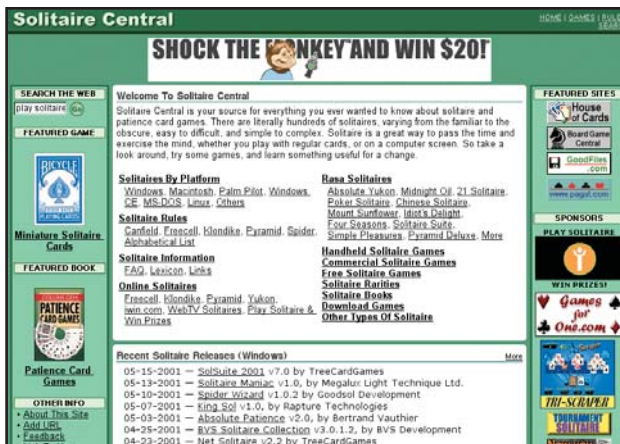 Solitaire Central
HOME | GAMES | RULE
SEAR
SHOCK THE MONKEY AND WIN $20!
SEARCH THE WEB
play solitaire Go
FEATURED GAME
BICYCLE
PLAYING CARDS
Miniature Solitaire
Cards
FEATURED BOOK
PATIENCE
CARD GAMES
Patience Card
Games
OTHER INFO
• About This Site
• Add URL
• Feedback
Welcome To Solitaire Central
Solitaire Central is your source for everything you ever wanted to know about solitaire and
patience card games. There are literally hundreds of solitaires, varying from the familiar to the
obscure, easy to difficult, and simple to complex. Solitaire is a great way to pass the time and
exercise the mind, whether you play with regular cards, or on a computer screen. So take a
look around, try some games, and learn something useful for a change.
Solitaires By Platform
Windows, Macintosh, Palm Pilot, Windows
CE, MS-DOS, Linux, Others
Solitaire Rules
Canfield, Freecell, Klondike, Pyramid, Spider,
Alphabetical List
Solitaire Information
FAQ, Lexicon, Links
Online Solitaires
Freecell, Klondike, Pyramid, Yukon,
iwin.com, WebTV Solitaires, Play Solitaire &
Win Prizes
Rasa Solitaires
Absolute Yukon, Midnight Oil, 21 Solitaire,
Poker Solitaire, Chinese Solitaire,
Mount Sunflower, Idiot's Delight,
Four Seasons, Solitaire Suite,
Simple Pleasures, Pyramid Deluxe, More
Handheld Solitaire Games
Commercial Solitaire Games
Free Solitaire Games
Solitaire Rarities
Solitaire Books
Download Games
Other Types Of Solitaire
Recent Solitaire Releases (Windows) More
05-15-2001 — SolSuite 2001 v7.0 by TreeCardGames
05-13-2001 — Solitaire Maniac v1.0, by Megalux Light Technique Ltd.
05-10-2001 — Spider Wizard v1.0.2 by Goodsol Development
05-07-2001 — King Sol v1.0, by Rapture Technologies
05-03-2001 — Absolute Patience v2.0, by Bertrand Vauthier
04-25-2001 — BVS Solitaire Collection v3.0.1.2, by BVS Development
04-23-2001 — Net Solitaire v2.2 by TreeCardGames
FEATURED SITES
House
of Cards
Board Game
Central
GoodFiles
.com
www.pagat.com
SPONSORS
PLAY SOLITAIRE
WIN PRIZES!
Games
for
One.com
TRI-SCRAPER
TOURNAMENT
SOLITAIRE